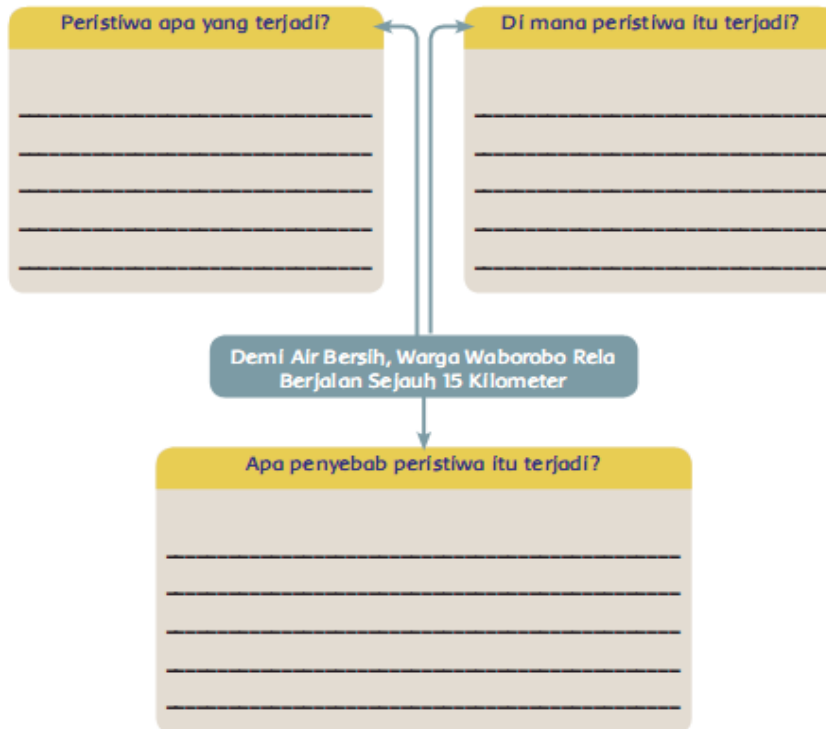 Peristiwa apa yang terjadi?
Di mana peristiwa itu terjadi?
Demi Air Bersih, Warga Waborobo Rela
Berjalan Sejauh 15 Kilometer
Apa penyebab peristiwa itu terjadi?